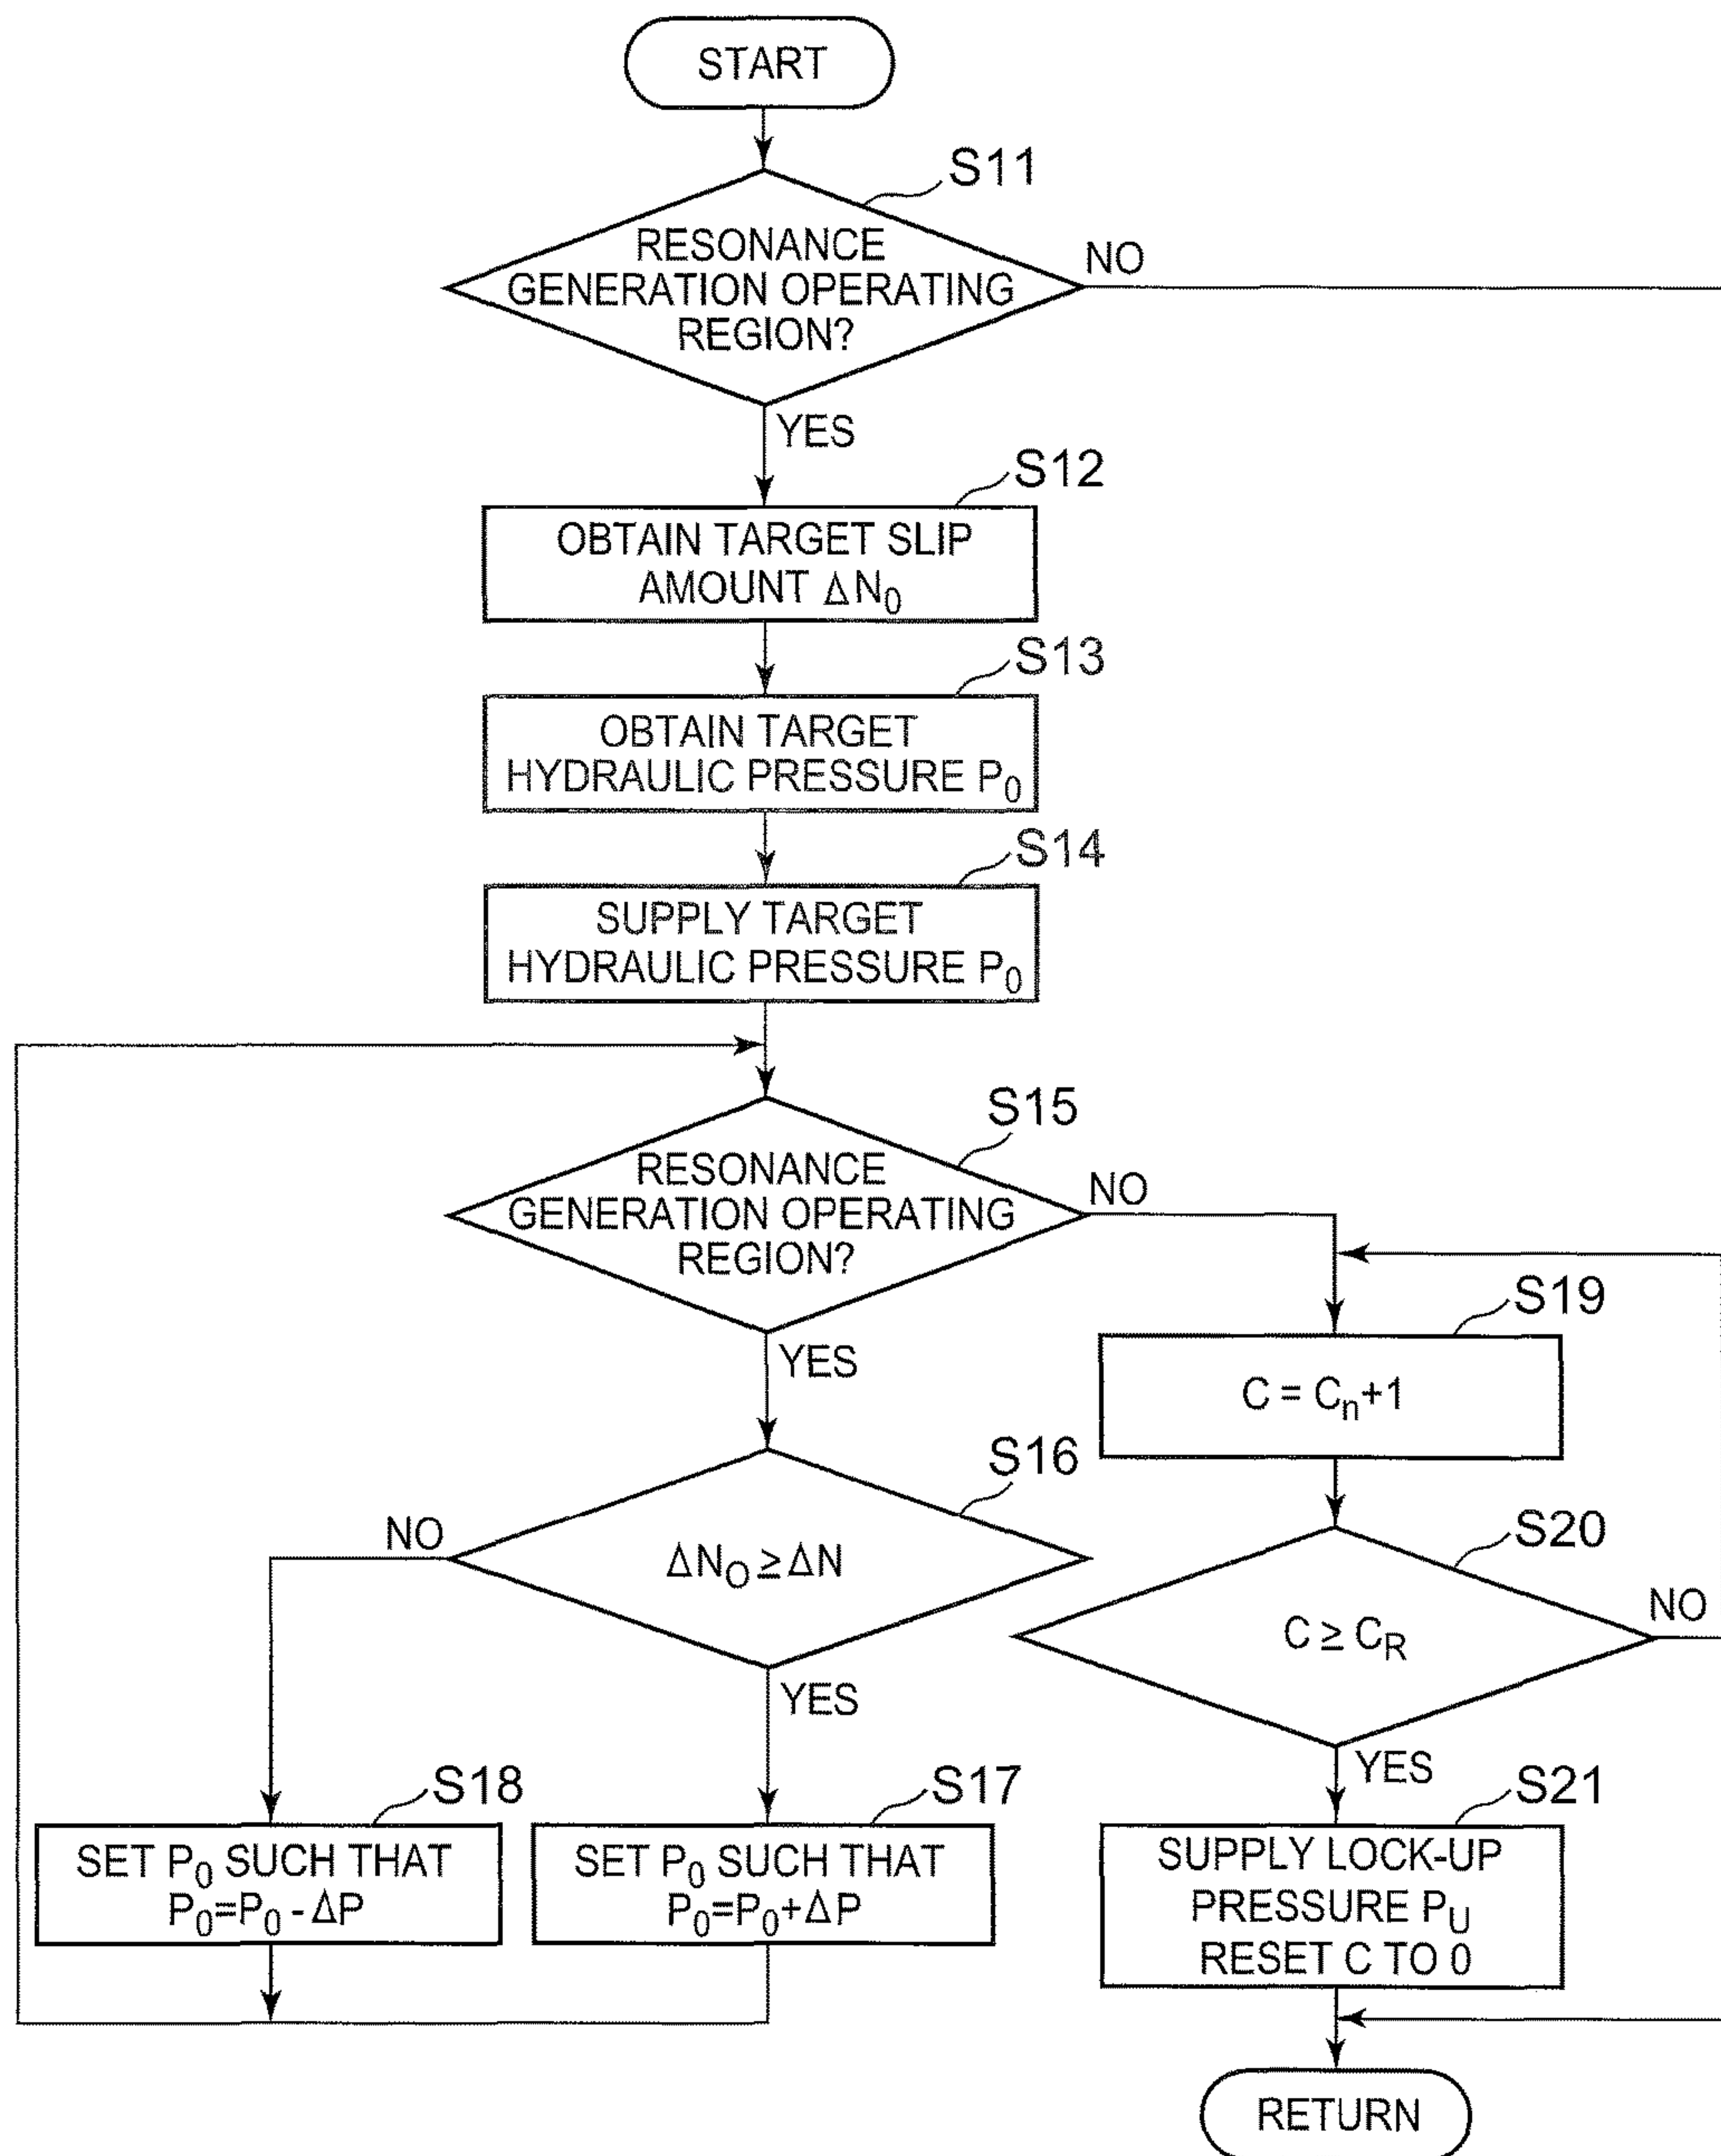 START
S11
RESONANCE
GENERATION OPERATING
REGION?
NO
YES
S12
OBTAIN TARGET SLIP
AMOUNT ΔN₀
S13
OBTAIN TARGET
HYDRAULIC PRESSURE P₀
S14
SUPPLY TARGET
HYDRAULIC PRESSURE P₀
S15
RESONANCE
GENERATION OPERATING
REGION?
NO
YES
S16
ΔN_O ≥ ΔN
NO
YES
S18
SET P₀ SUCH THAT
P₀=P₀-ΔP
S17
SET P₀ SUCH THAT
P₀=P₀+ΔP
S19
C = Cₙ+1
S20
C ≥ C_R
NO
YES
S21
SUPPLY LOCK-UP
PRESSURE P_U
RESET C TO 0
RETURN